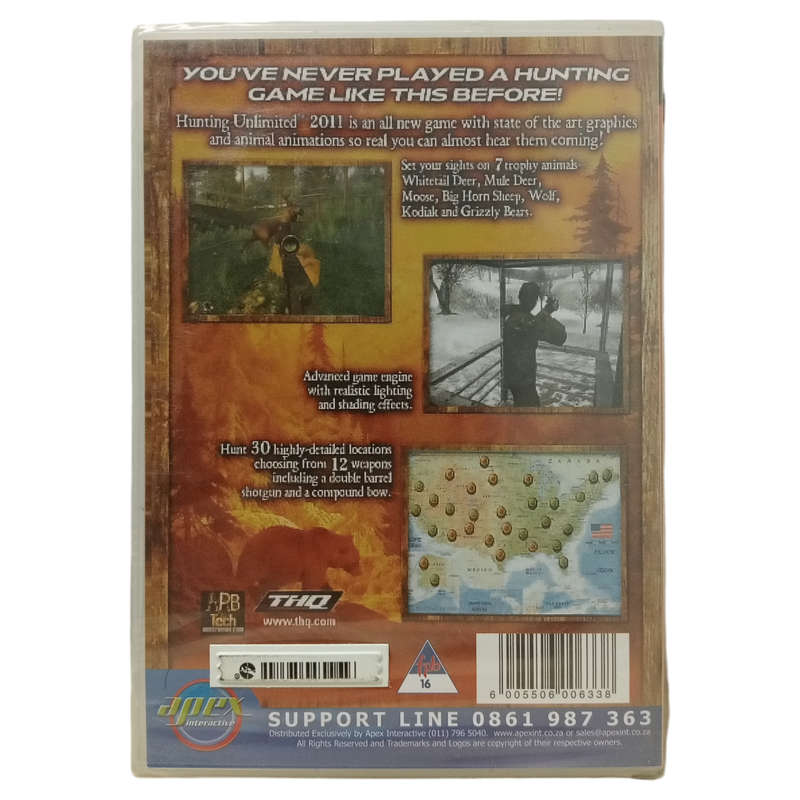 YOU'VE NEVER PLAYED A HUNTING
GAME LIKE THIS BEFORE!
Hunting Unlimited™ 2011 is an all new game with state of the art graphics
and animal animations so real you can almost hear them coming!
Set your sights on 7 trophy animals
Whitetail Deer, Mule Deer,
Moose, Big Horn Sheep, Wolf,
Kodiak and Grizzly Bears.
Advanced game engine
with realistic lighting
and shading effects.
Hunt 30 highly-detailed locations
choosing from 12 weapons
including a double barrel
shotgun and a compound bow.
CANADA
MEXICO
ARB
Tech
THQ
www.thq.com
fpb
16
6 005506 006338
apex
interactive
SUPPORT LINE 0861 987 363
Distributed Exclusively by Apex Interactive (011) 796 5040. www.apexint.co.za or sales@apexint.co.za
All Rights Reserved and Trademarks and Logos are copyright of their respective owners.